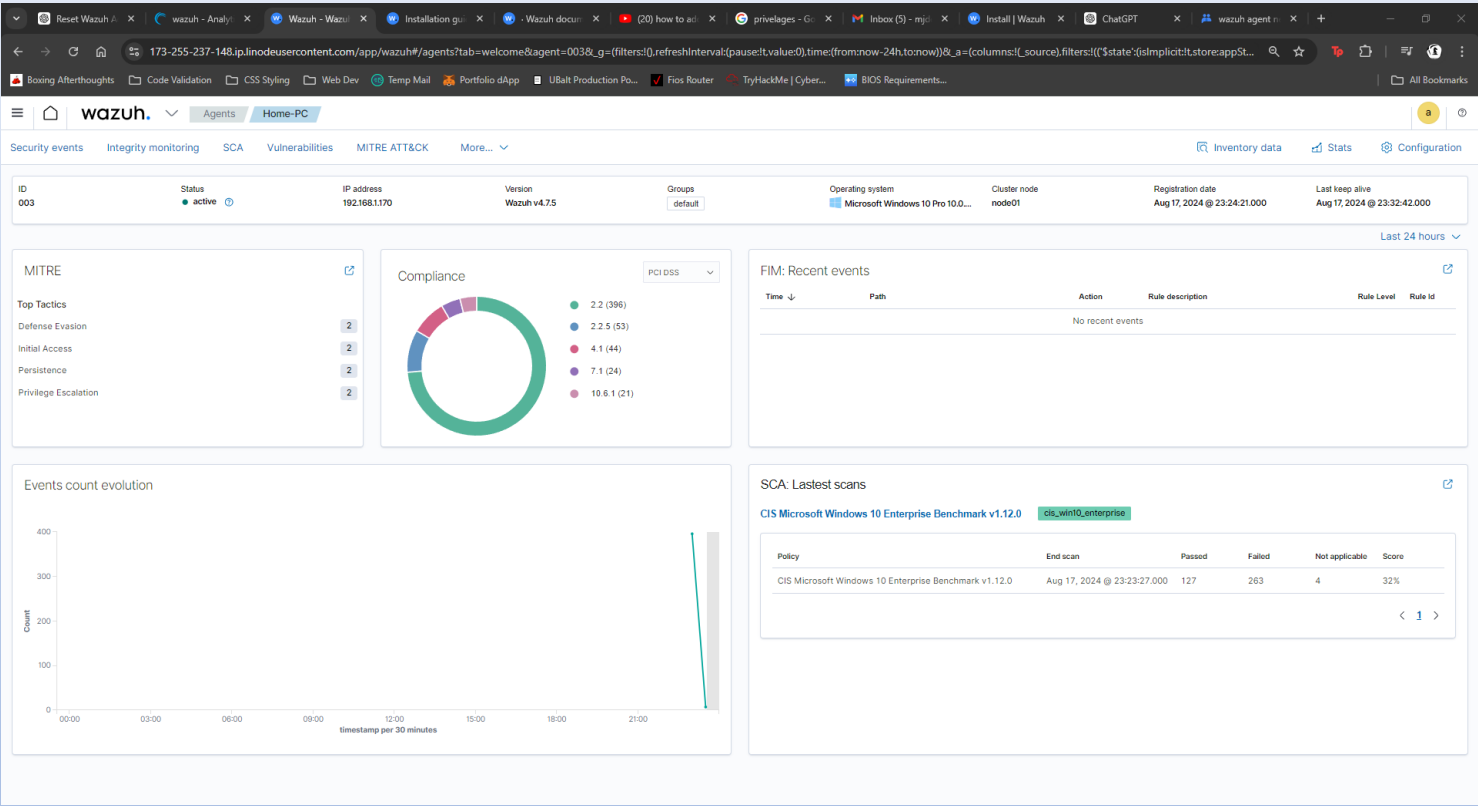 Reset Wazuh A
wazuh - Analyt
Wazuh - Wazu
Installation gui
· Wazuh docum
(20) how to ad
privelages - Go
Inbox (5) - mjd
Install | Wazuh
ChatGPT
wazuh agent n
173-255-237-148.ip.linodeusercontent.com/app/wazuh#/agents?tab=welcome&agent=003&_g=(filters:!(),refreshInterval:(pause:!t,value:0),time:(from:now-24h,to:now))&_a=(columns:!(_source),filters:!(('$state':(isImplicit:!t,store:appSt...
Boxing Afterthoughts
Code Validation
CSS Styling
Web Dev
Temp Mail
Portfolio dApp
UBalt Production Po...
Fios Router
TryHackMe | Cyber...
BIOS Requirements...
All Bookmarks
wazuh.
Agents
Home-PC
a
Security events
Integrity monitoring
SCA
Vulnerabilities
MITRE ATT&CK
More...
Inventory data
Stats
Configuration
ID
003
Status
active
IP address
192.168.1.170
Version
Wazuh v4.7.5
Groups
default
Operating system
Microsoft Windows 10 Pro 10.0....
Cluster node
node01
Registration date
Aug 17, 2024 @ 23:24:21.000
Last keep alive
Aug 17, 2024 @ 23:32:42.000
Last 24 hours
MITRE
Top Tactics
Defense Evasion 2
Initial Access 2
Persistence 2
Privilege Escalation 2
Compliance
PCI DSS
2.2 (396)
2.2.5 (53)
4.1 (44)
7.1 (24)
10.6.1 (21)
FIM: Recent events
Time Path Action Rule description Rule Level Rule Id
No recent events
Events count evolution
400
300
200
100
0
Count
00:00 03:00 06:00 09:00 12:00 15:00 18:00 21:00
timestamp per 30 minutes
SCA: Lastest scans
CIS Microsoft Windows 10 Enterprise Benchmark v1.12.0 cis_win10_enterprise
Policy End scan Passed Failed Not applicable Score
CIS Microsoft Windows 10 Enterprise Benchmark v1.12.0 Aug 17, 2024 @ 23:23:27.000 127 263 4 32%
1